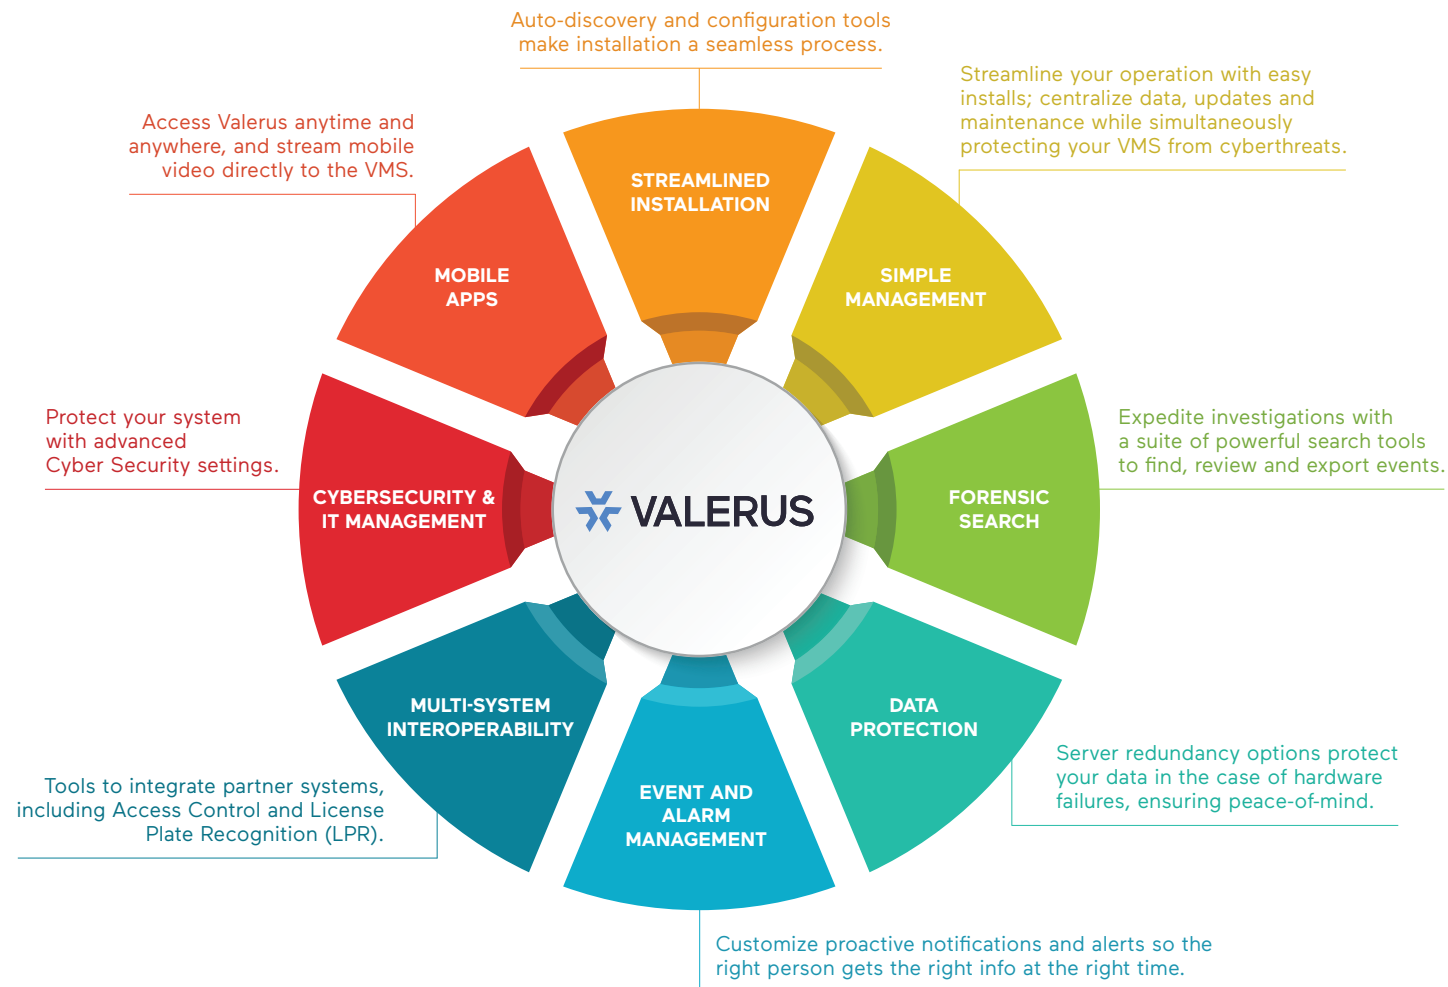 Auto-discovery and configuration tools
make installation a seamless process.
STREAMLINED
INSTALLATION
Streamline your operation with easy
installs; centralize data, updates and
maintenance while simultaneously
protecting your VMS from cyberthreats.
SIMPLE
MANAGEMENT
Expedite investigations with
a suite of powerful search tools
to find, review and export events.
FORENSIC
SEARCH
Server redundancy options protect
your data in the case of hardware
failures, ensuring peace-of-mind.
DATA
PROTECTION
Customize proactive notifications and alerts so the
right person gets the right info at the right time.
EVENT AND
ALARM
MANAGEMENT
Tools to integrate partner systems,
including Access Control and License
Plate Recognition (LPR).
MULTI-SYSTEM
INTEROPERABILITY
Protect your system
with advanced
Cyber Security settings.
CYBERSECURITY &
IT MANAGEMENT
Access Valerus anytime and
anywhere, and stream mobile
video directly to the VMS.
MOBILE
APPS
VALERUS